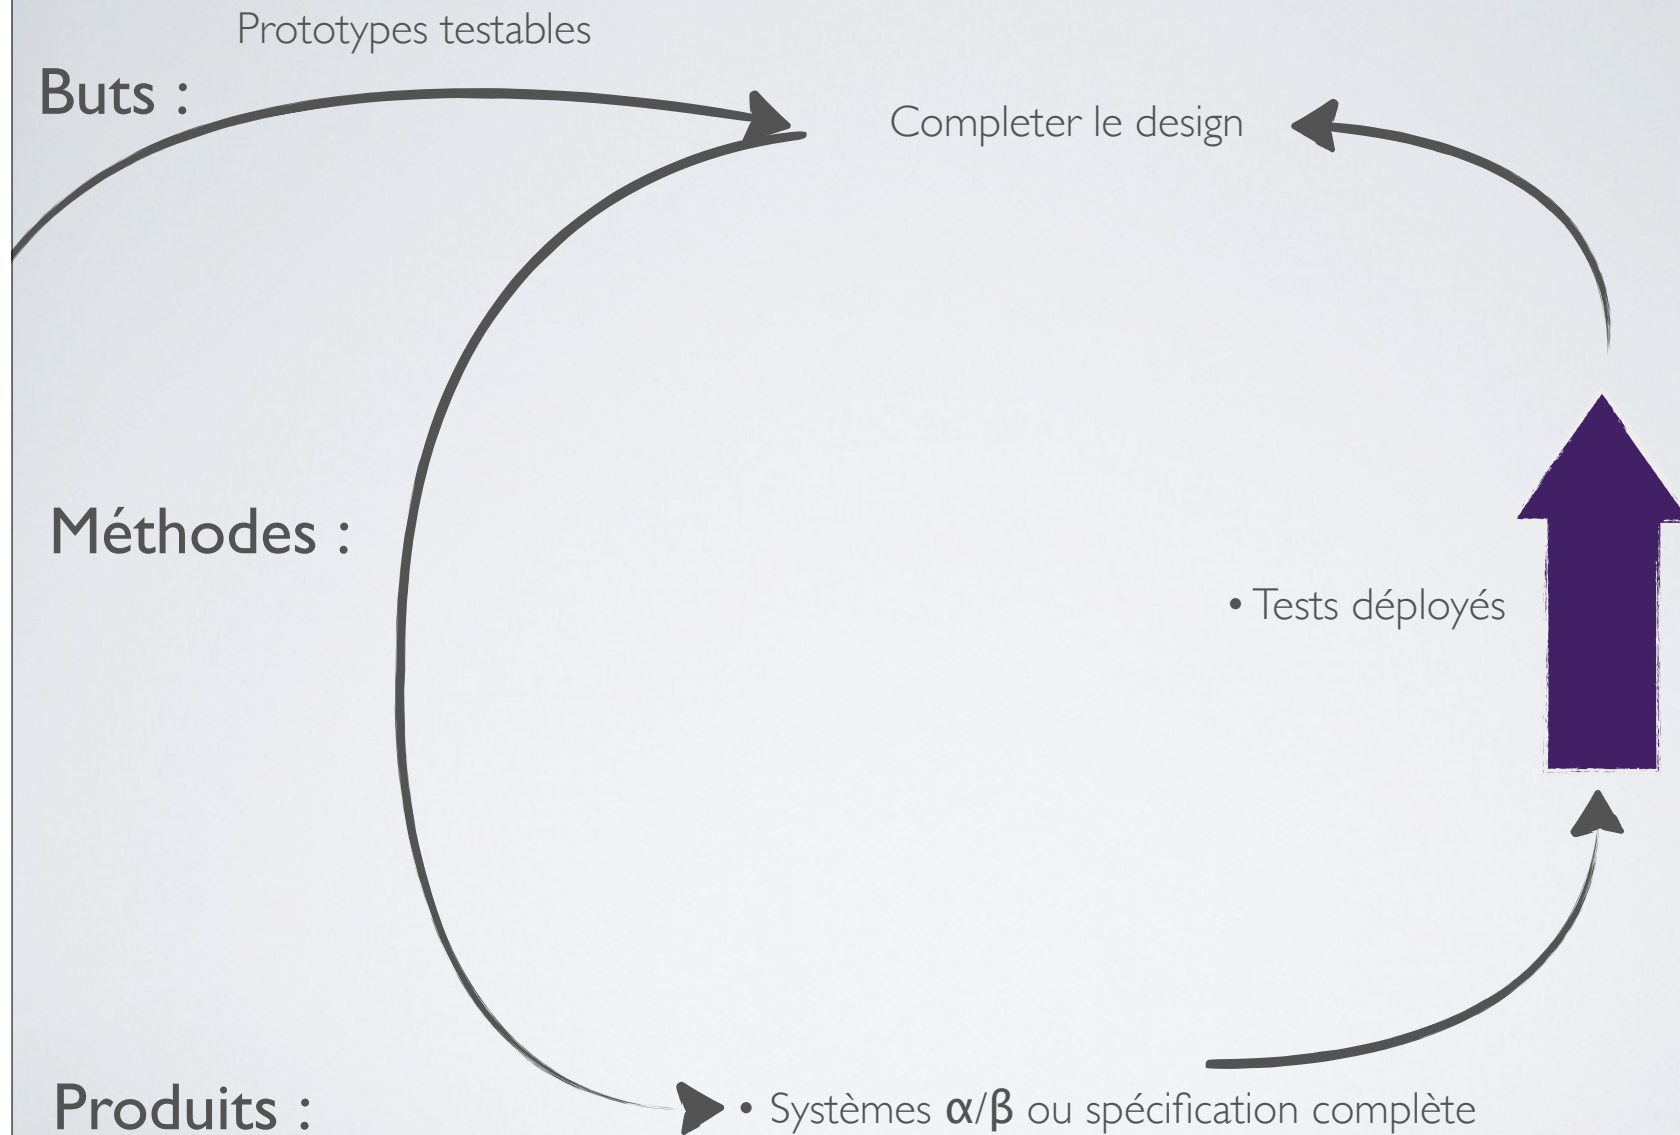 Prototypes testables
Buts :
Completer le design
Méthodes :
• Tests déployés
Produits :
• Systèmes α/β ou spécification complète